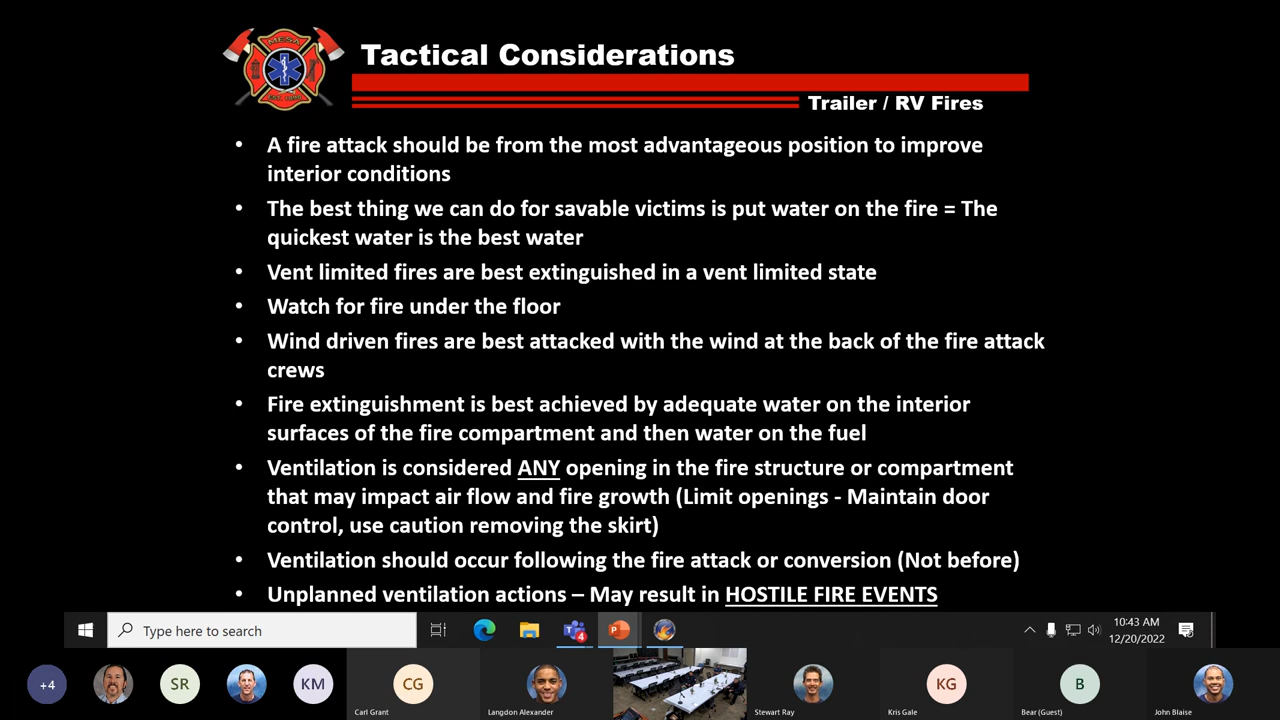 MESA
Tactical Considerations
Trailer / RV Fires
• A fire attack should be from the most advantageous position to improve
interior conditions
• The best thing we can do for savable victims is put water on the fire = The
quickest water is the best water
• Vent limited fires are best extinguished in a vent limited state
• Watch for fire under the floor
• Wind driven fires are best attacked with the wind at the back of the fire attack
crews
• Fire extinguishment is best achieved by adequate water on the interior
surfaces of the fire compartment and then water on the fuel
• Ventilation is considered ANY opening in the fire structure or compartment
that may impact air flow and fire growth (Limit openings - Maintain door
control, use caution removing the skirt)
• Ventilation should occur following the fire attack or conversion (Not before)
• Unplanned ventilation actions – May result in HOSTILE FIRE EVENTS
Type here to search
4
10:43 AM
12/20/2022
+4
SR
KM
CG
KG
B
Carl Grant
Langdon Alexander
Stewart Ray
Kris Gale
Bear (Guest)
John Blaise